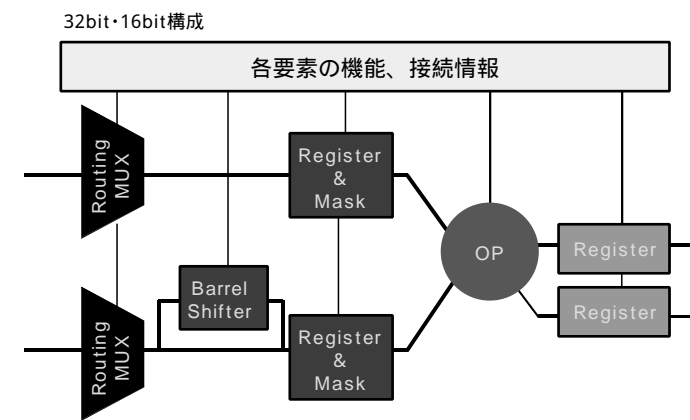 32bit・16bit構成
各要素の機能、接続情報
Routing
MUX
Register
&
Mask
OP
Register
Register
Barrel
Shifter
Routing
MUX
Register
&
Mask